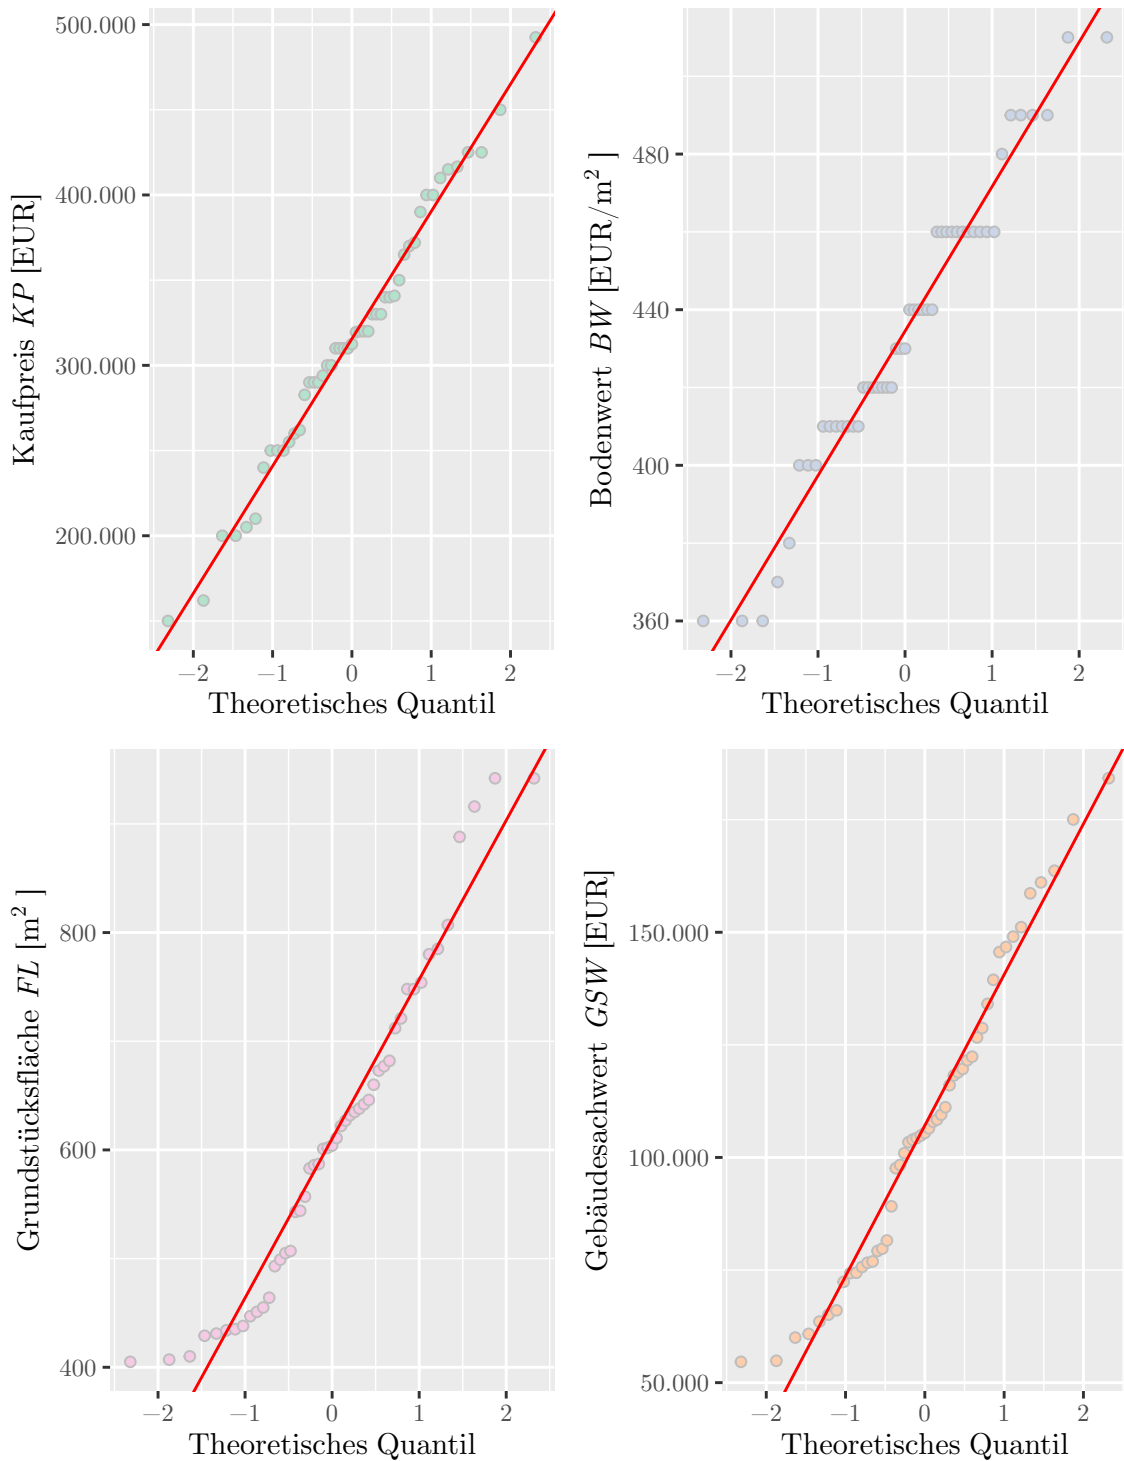 Kaufpreis KP [EUR]
500.000
400.000
300.000
200.000
−2 −1 0 1 2
Theoretisches Quantil
Bodenwert BW [EUR/m² ]
480
440
400
360
−2 −1 0 1 2
Theoretisches Quantil
Grundstücksfläche FL [m² ]
800
600
400
−2 −1 0 1 2
Theoretisches Quantil
Gebäudesachwert GSW [EUR]
150.000
100.000
50.000
−2 −1 0 1 2
Theoretisches Quantil